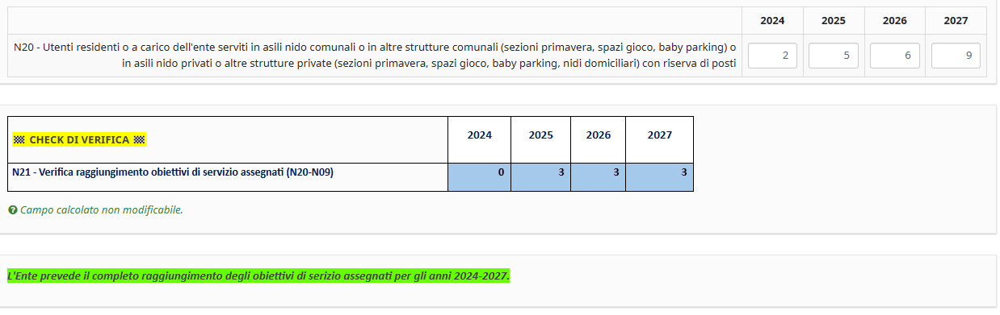 2024 2025 2026 2027
N20 - Utenti residenti o a carico dell'ente serviti in asili nido comunali o in altre strutture comunali (sezioni primavera, spazi gioco, baby parking) o
in asili nido privati o altre strutture private (sezioni primavera, spazi gioco, baby parking, nidi domiciliari) con riserva di posti
2 5 6 9
CHECK DI VERIFICA 2024 2025 2026 2027
N21 - Verifica raggiungimento obiettivi di servizio assegnati (N20-N09) 0 3 3 3
Campo calcolato non modificabile.
L'Ente prevede il completo raggiungimento degli obiettivi di serizio assegnati per gli anni 2024-2027.